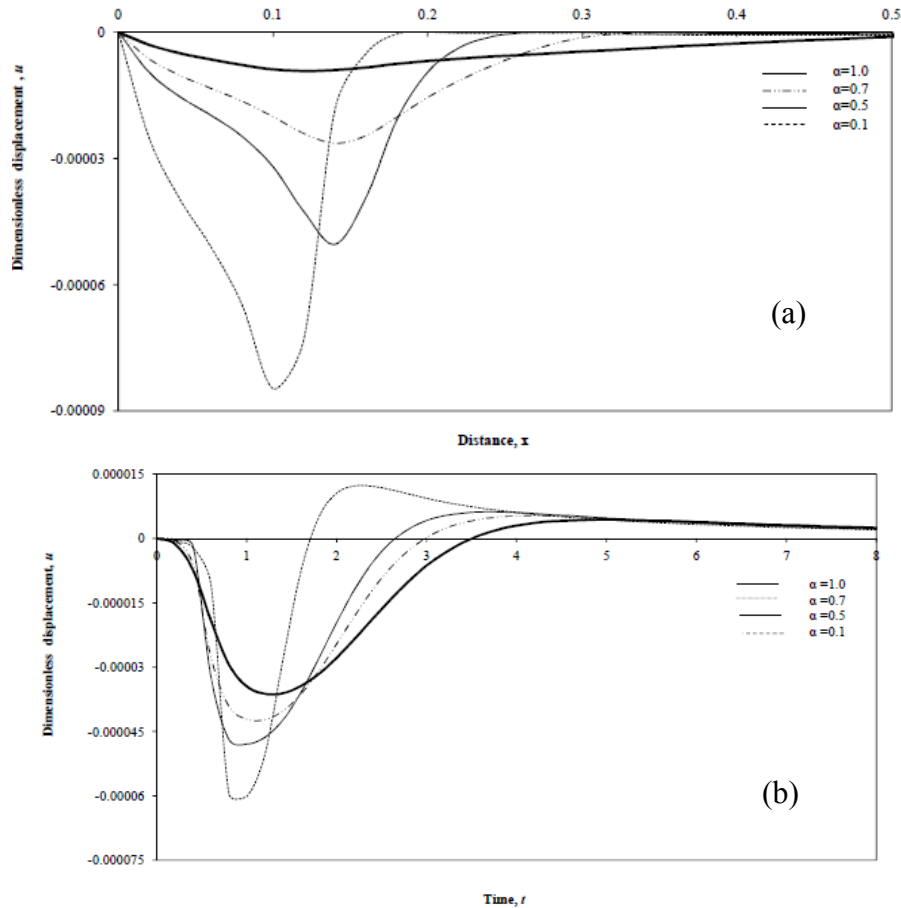 0 0.1 0.2 0.3 0.4 0.5
0
-0.00003
-0.00006
-0.00009
Dimensionless displacement , u
α=1.0
α=0.7
α=0.5
α=0.1
(a)
Distance, x
0.000015
0
-0.000015
-0.00003
-0.000045
-0.00006
-0.000075
Dimensionless displacement, u
0 1 2 3 4 5 6 7 8
α =1.0
α =0.7
α =0.5
α =0.1
(b)
Time, t